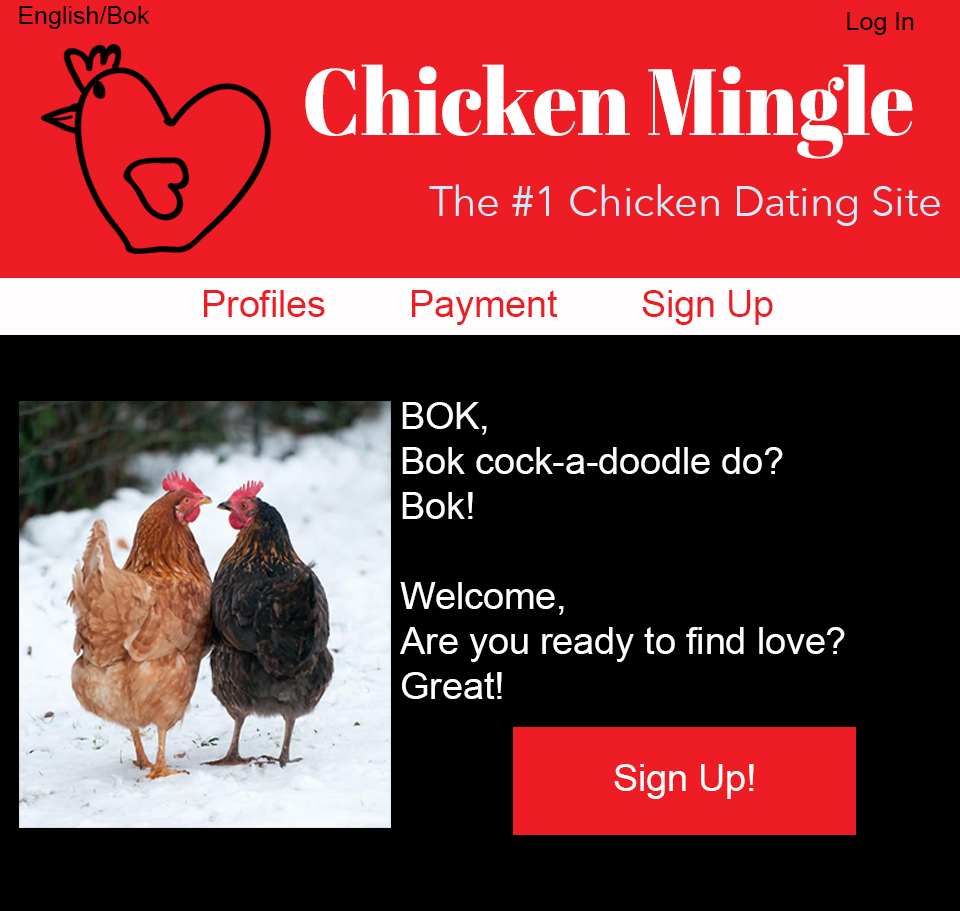 English/Bok
Log In
Chicken Mingle
The #1 Chicken Dating Site
Profiles Payment Sign Up
BOK,
Bok cock-a-doodle do?
Bok!
Welcome,
Are you ready to find love?
Great!
Sign Up!